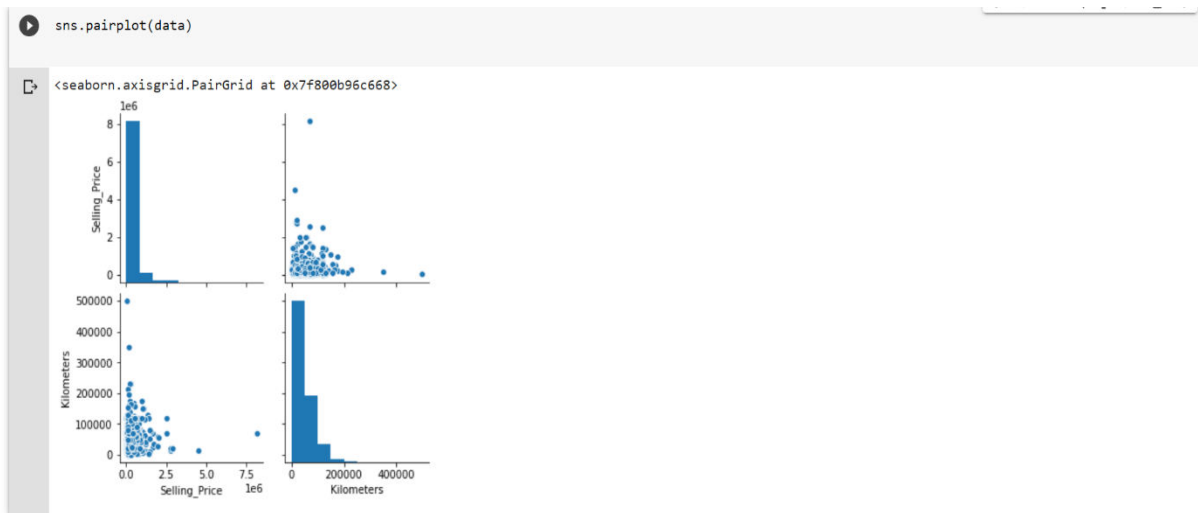 sns.pairplot(data)
<seaborn.axisgrid.PairGrid at 0x7f800b96c668>
1e6
8
6
4
2
0
Selling_Price
500000
400000
300000
200000
100000
0
Kilometers
0.0 2.5 5.0 7.5
1e6
Selling_Price
0 200000 400000
Kilometers